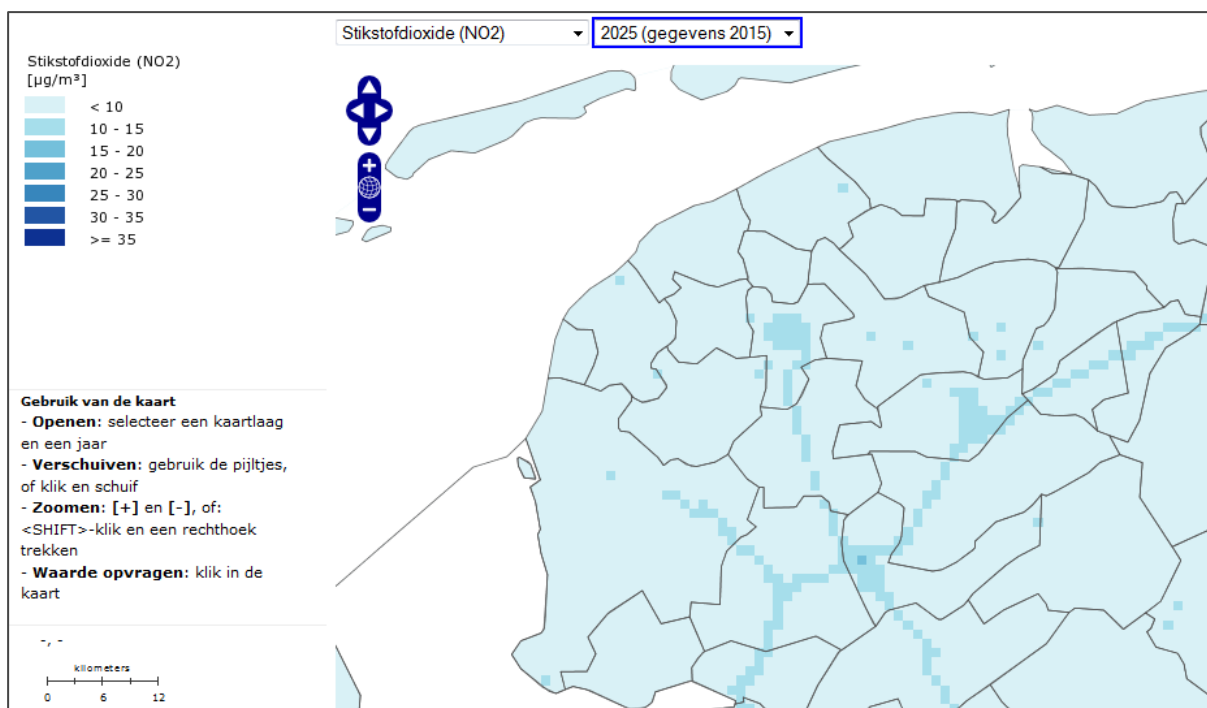 Stikstofdioxide (NO2)
2025 (gegevens 2015)
Stikstofdioxide (NO2)
[µg/m³]
< 10
10 - 15
15 - 20
20 - 25
25 - 30
30 - 35
>= 35
Gebruik van de kaart
- Openen: selecteer een kaartlaag
en een jaar
- Verschuiven: gebruik de pijltjes,
of klik en schuif
- Zoomen: [+] en [-], of:
<SHIFT>-klik en een rechthoek
trekken
- Waarde opvragen: klik in de
kaart
-, -
kilometers
0 6 12